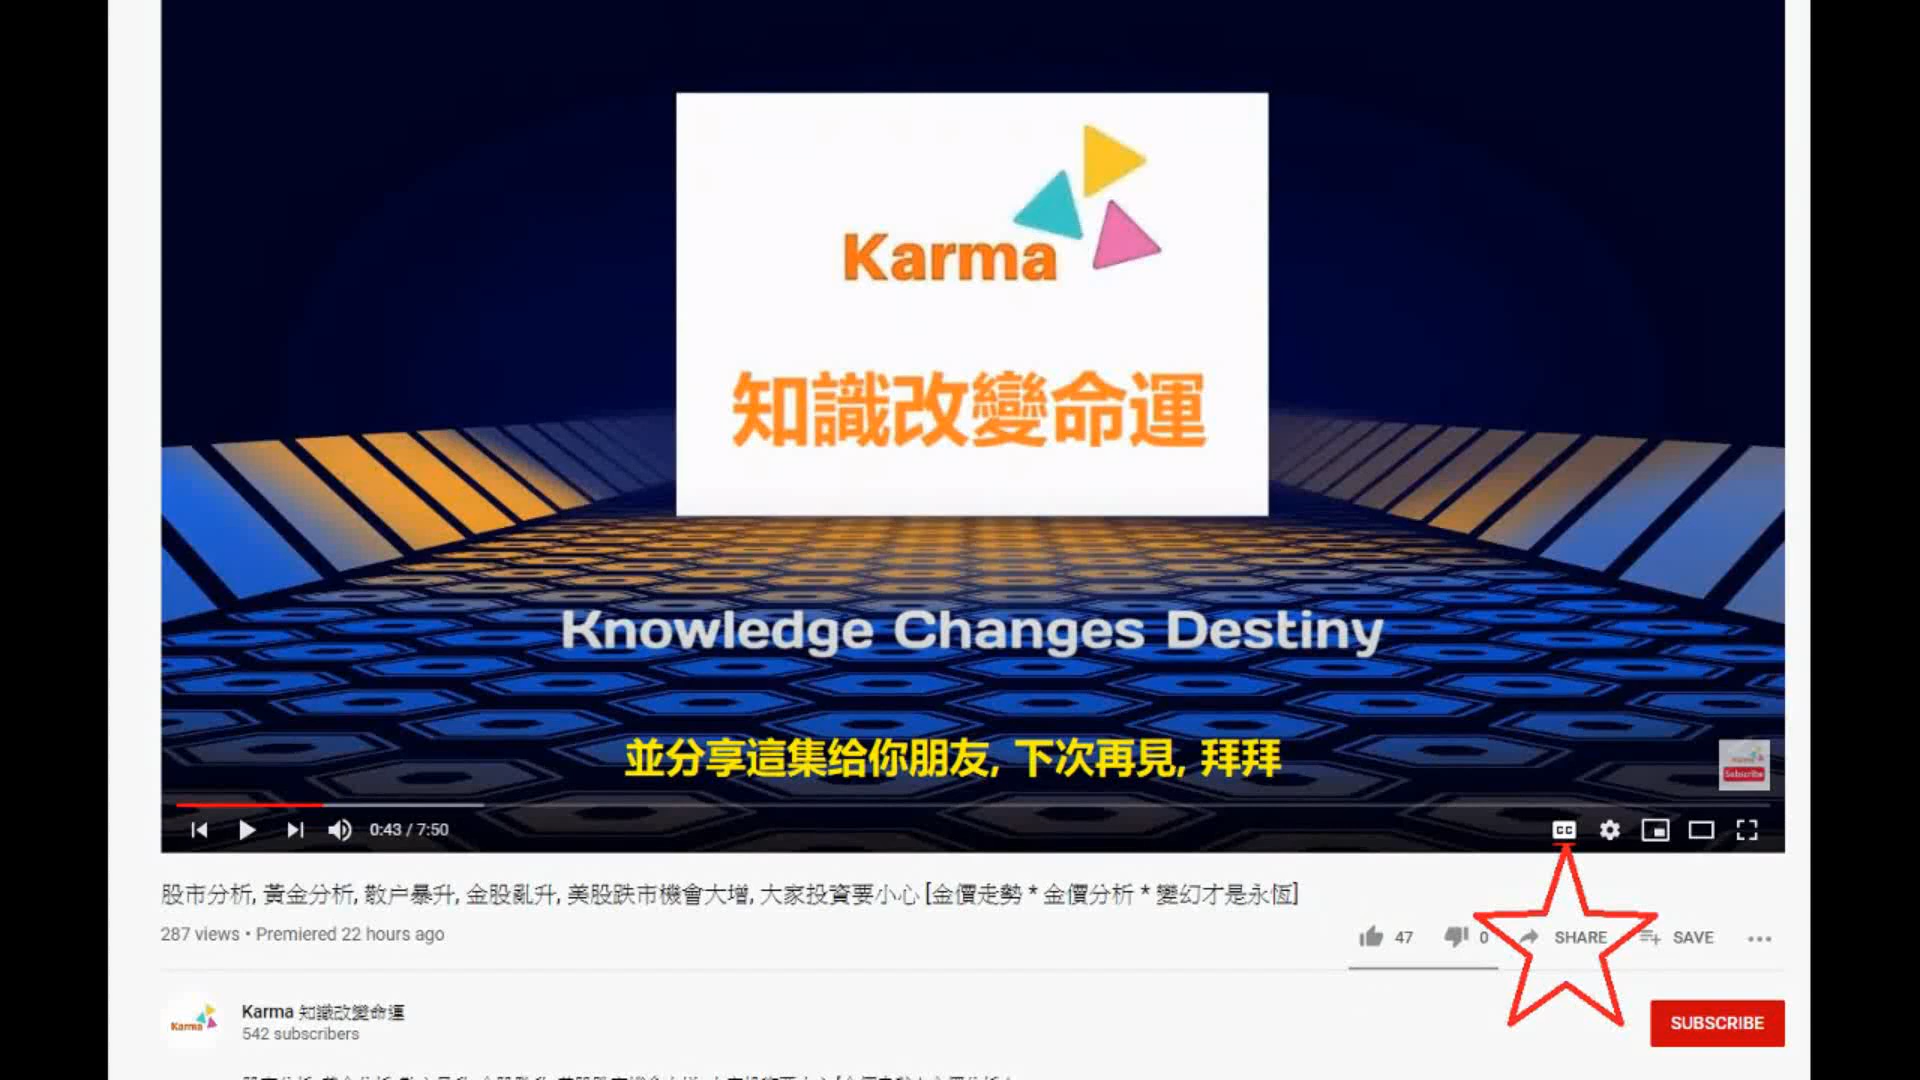 Karma
知識改變命運
Knowledge Changes Destiny
並分享這集给你朋友, 下次再見, 拜拜
Subscribe
0:43 / 7:50
CC
股市分析, 黃金分析, 散户暴升, 金股亂升, 美股跌市機會大增, 大家投資要小心 [金價走勢 * 金價分析 * 變幻才是永恆]
287 views • Premiered 22 hours ago
47
0
SHARE
SAVE
Karma
Karma 知識改變命運
542 subscribers
SUBSCRIBE